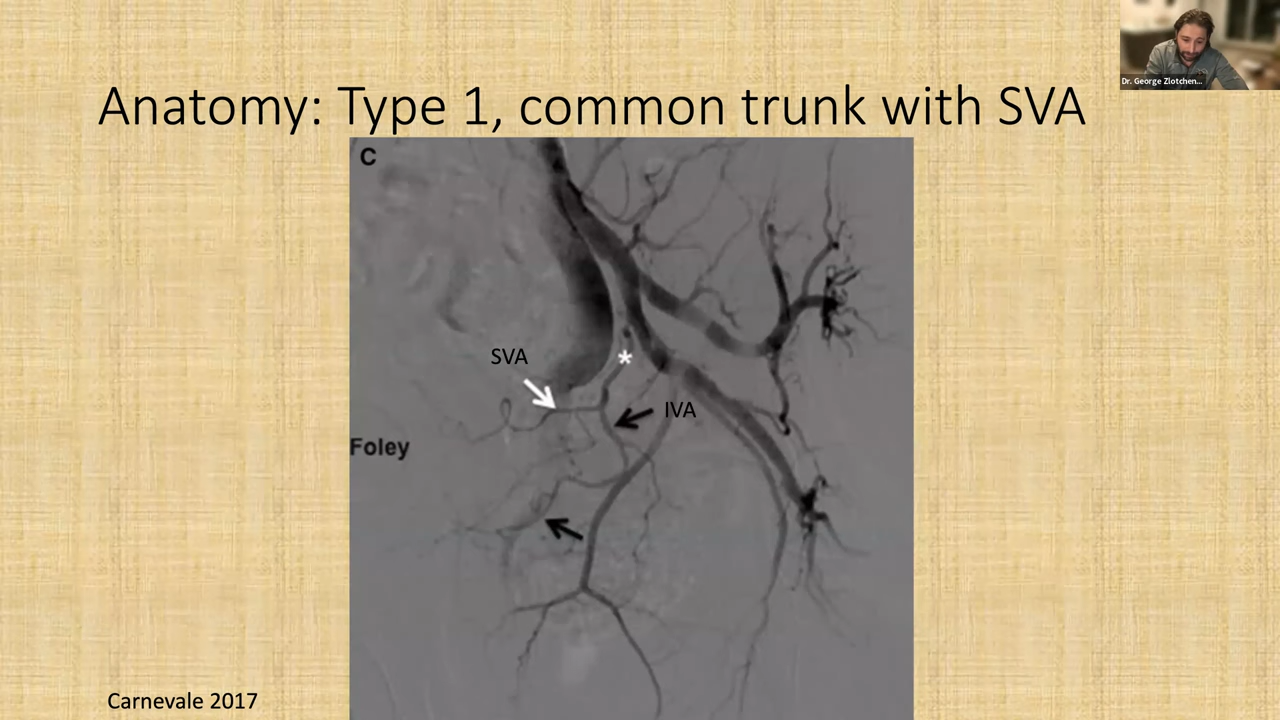 Dr. George Zlotchen...
Anatomy: Type 1, common trunk with SVA
C
SVA
*
IVA
Foley
Carnevale 2017